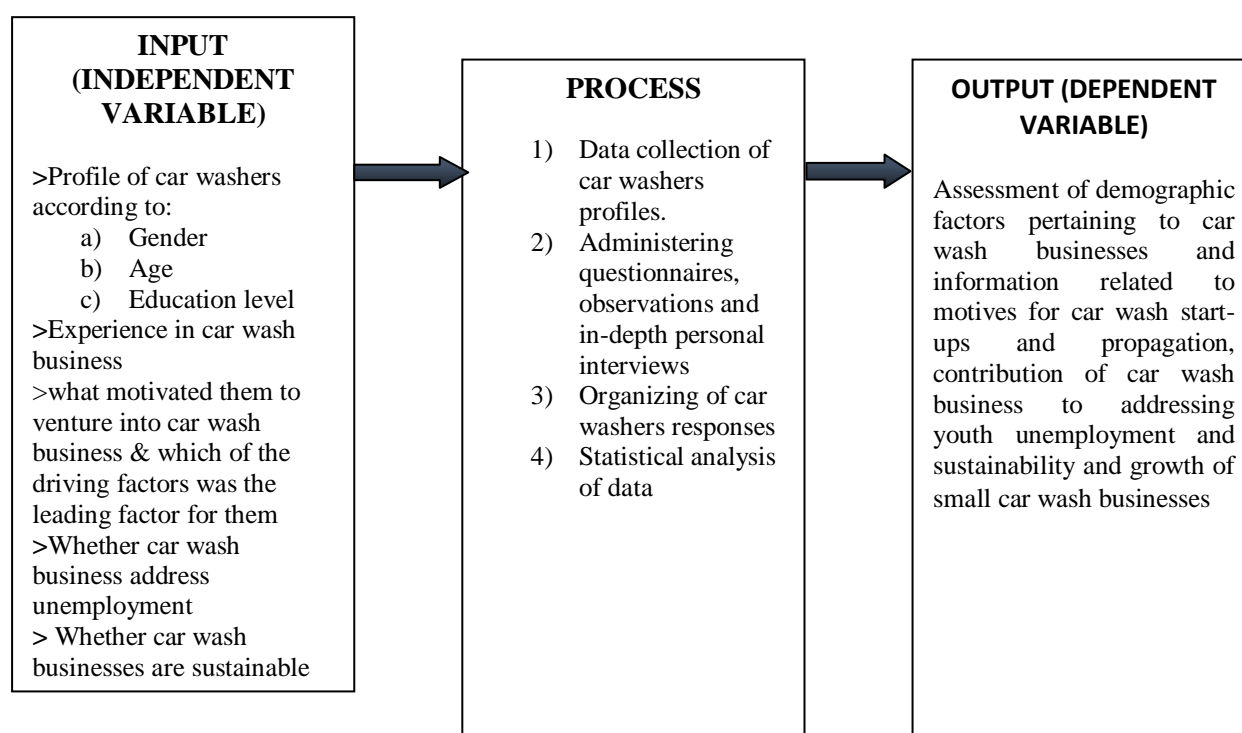 INPUT
(INDEPENDENT
VARIABLE)
>Profile of car washers
according to:
a) Gender
b) Age
c) Education level
>Experience in car wash
business
>what motivated them to
venture into car wash
business & which of the
driving factors was the
leading factor for them
>Whether car wash
business address
unemployment
> Whether car wash
businesses are sustainable
PROCESS
1) Data collection of
car washers
profiles.
2) Administering
questionnaires,
observations and
in-depth personal
interviews
3) Organizing of car
washers responses
4) Statistical analysis
of data
OUTPUT (DEPENDENT
VARIABLE)
Assessment of demographic
factors pertaining to car
wash businesses and
information related to
motives for car wash start-
ups and propagation,
contribution of car wash
business to addressing
youth unemployment and
sustainability and growth of
small car wash businesses